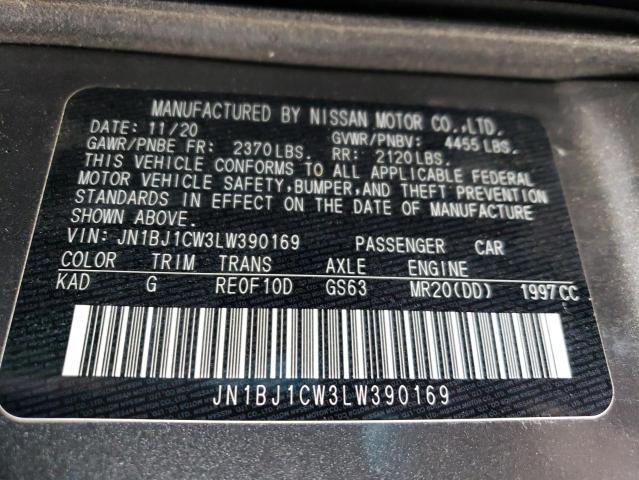 MANUFACTURED BY NISSAN MOTOR CO.,LTD.
DATE: 11/20 GVWR/PNBV: 4455 LBS.
GAWR/PNBE FR: 2370 LBS. RR: 2120 LBS.
THIS VEHICLE CONFORMS TO ALL APPLICABLE FEDERAL
MOTOR VEHICLE SAFETY, BUMPER, AND THEFT PREVENTION
STANDARDS IN EFFECT ON THE DATE OF MANUFACTURE
SHOWN ABOVE.
VIN: JN1BJ1CW3LW390169 PASSENGER CAR
COLOR TRIM TRANS AXLE ENGINE
KAD G RE0F10D GS63 MR20(DD) 1997CC
JN1BJ1CW3LW390169